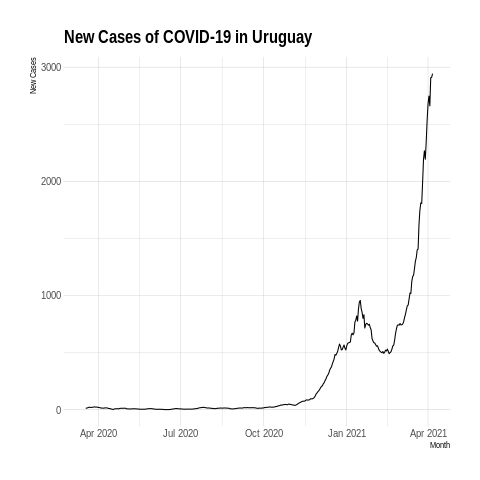 New Cases of COVID-19 in Uruguay
New Cases
3000
2000
1000
0
Apr 2020
Jul 2020
Oct 2020
Jan 2021
Apr 2021
Month